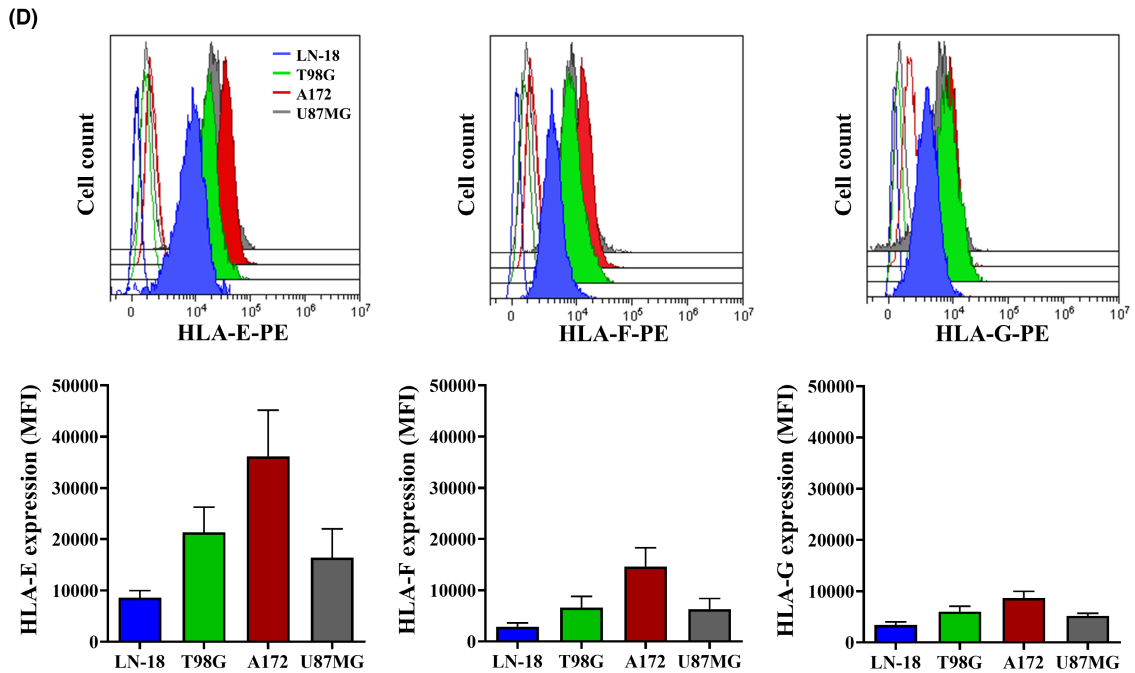 (D)
Cell count
LN-18
T98G
A172
U87MG
0 10^4 10^5 10^6 10^7
HLA-E-PE
Cell count
0 10^4 10^5 10^6 10^7
HLA-F-PE
Cell count
0 10^4 10^5 10^6 10^7
HLA-G-PE
HLA-E expression (MFI)
50000
40000
30000
20000
10000
0
LN-18 T98G A172 U87MG
HLA-F expression (MFI)
50000
40000
30000
20000
10000
0
LN-18 T98G A172 U87MG
HLA-G expression (MFI)
50000
40000
30000
20000
10000
0
LN-18 T98G A172 U87MG